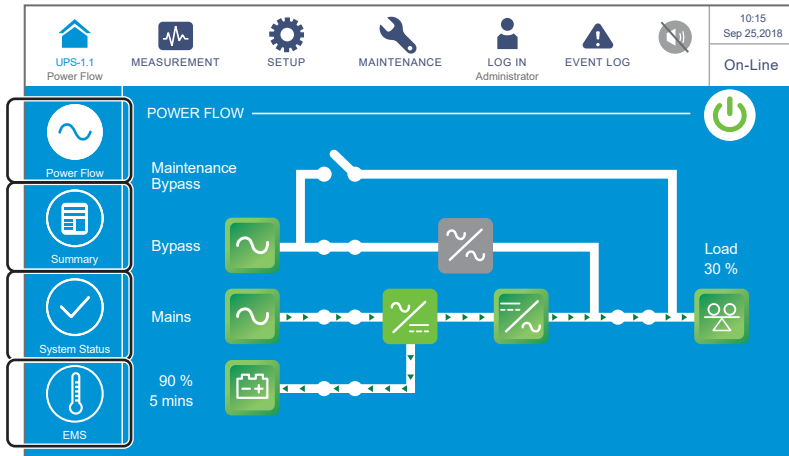 UPS-1.1
Power Flow
MEASUREMENT
SETUP
MAINTENANCE
LOG IN
Administrator
EVENT LOG
10:15
Sep 25,2018
On-Line
Power Flow
Summary
System Status
EMS
POWER FLOW
Maintenance
Bypass
Bypass
Mains
90 %
5 mins
Load
30 %